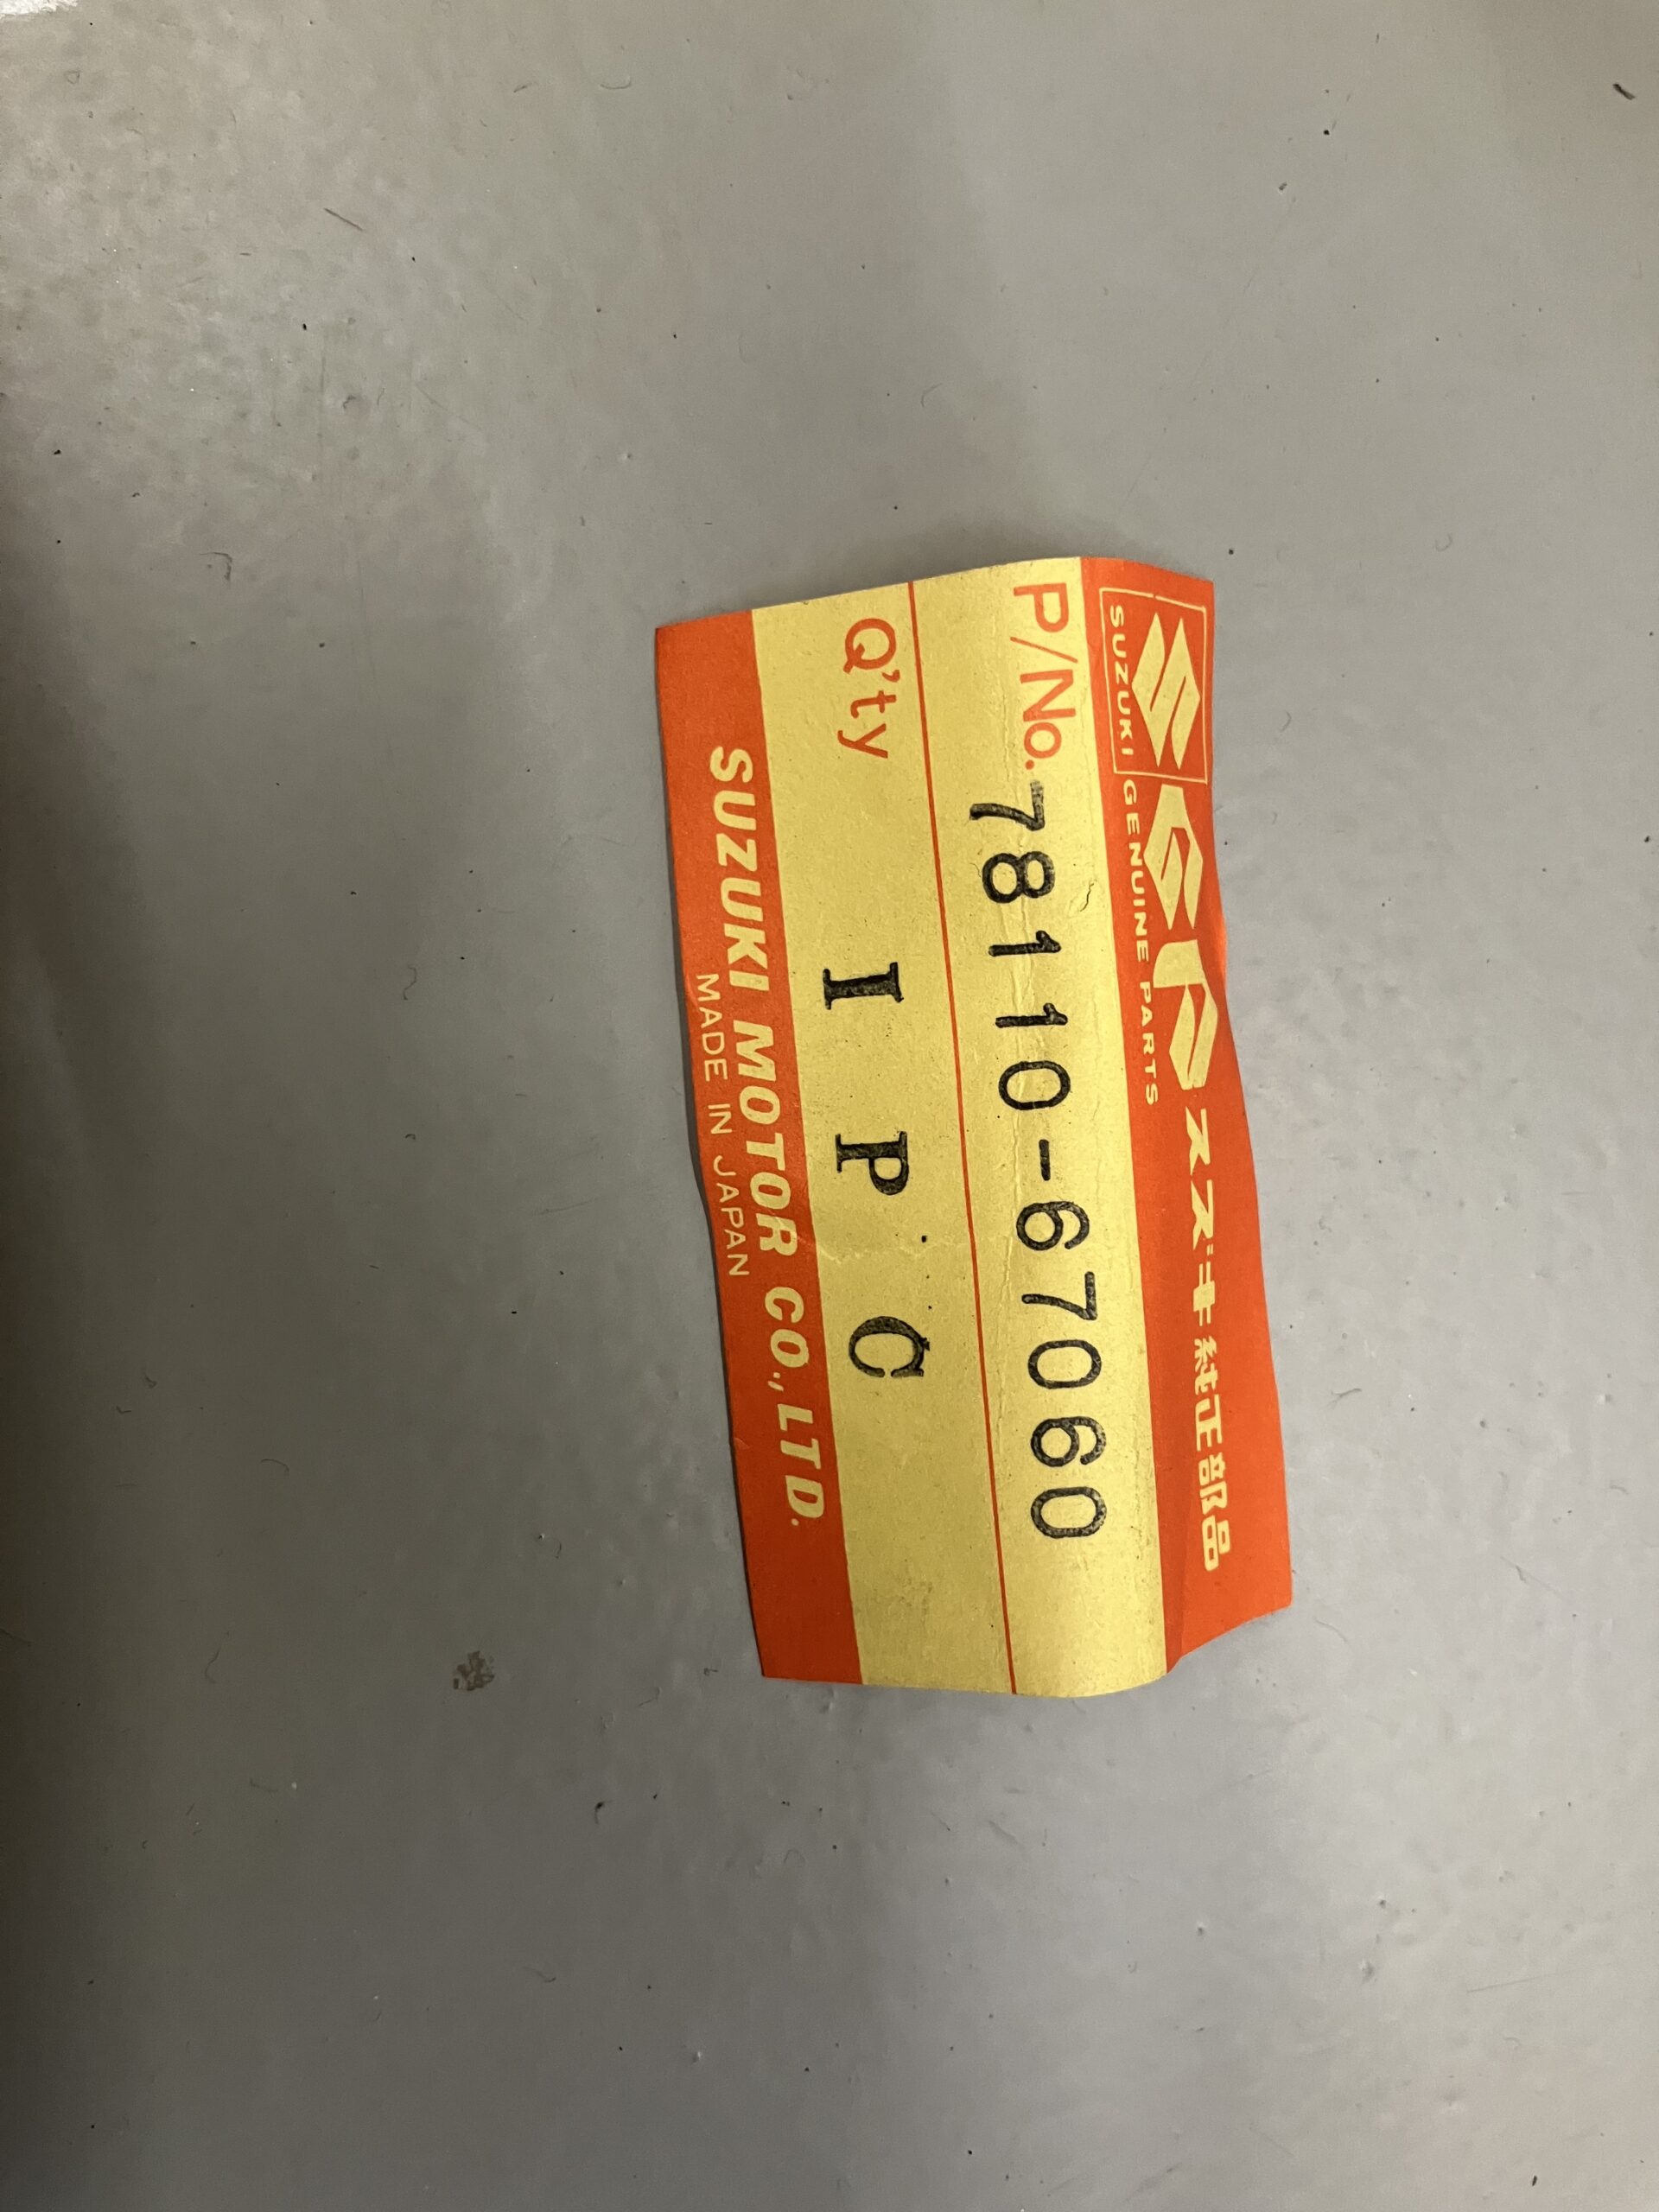 SUZUKI
SGP スズキ純正部品
GENUINE PARTS
P/No. 78110-67060
Q'ty I P C
SUZUKI MOTOR CO., LTD.
MADE IN JAPAN